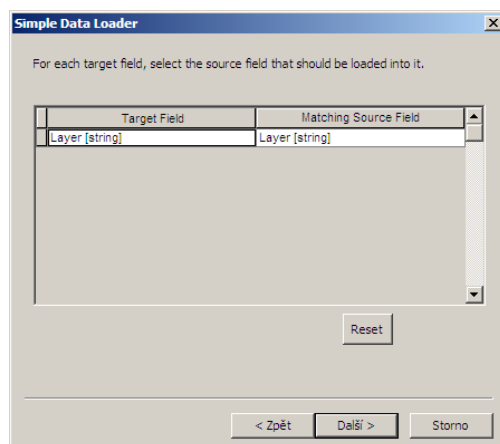 Simple Data Loader
For each target field, select the source field that should be loaded into it.
Target Field Matching Source Field
Layer [string] Layer [string]
Reset
< Zpět Další > Storno